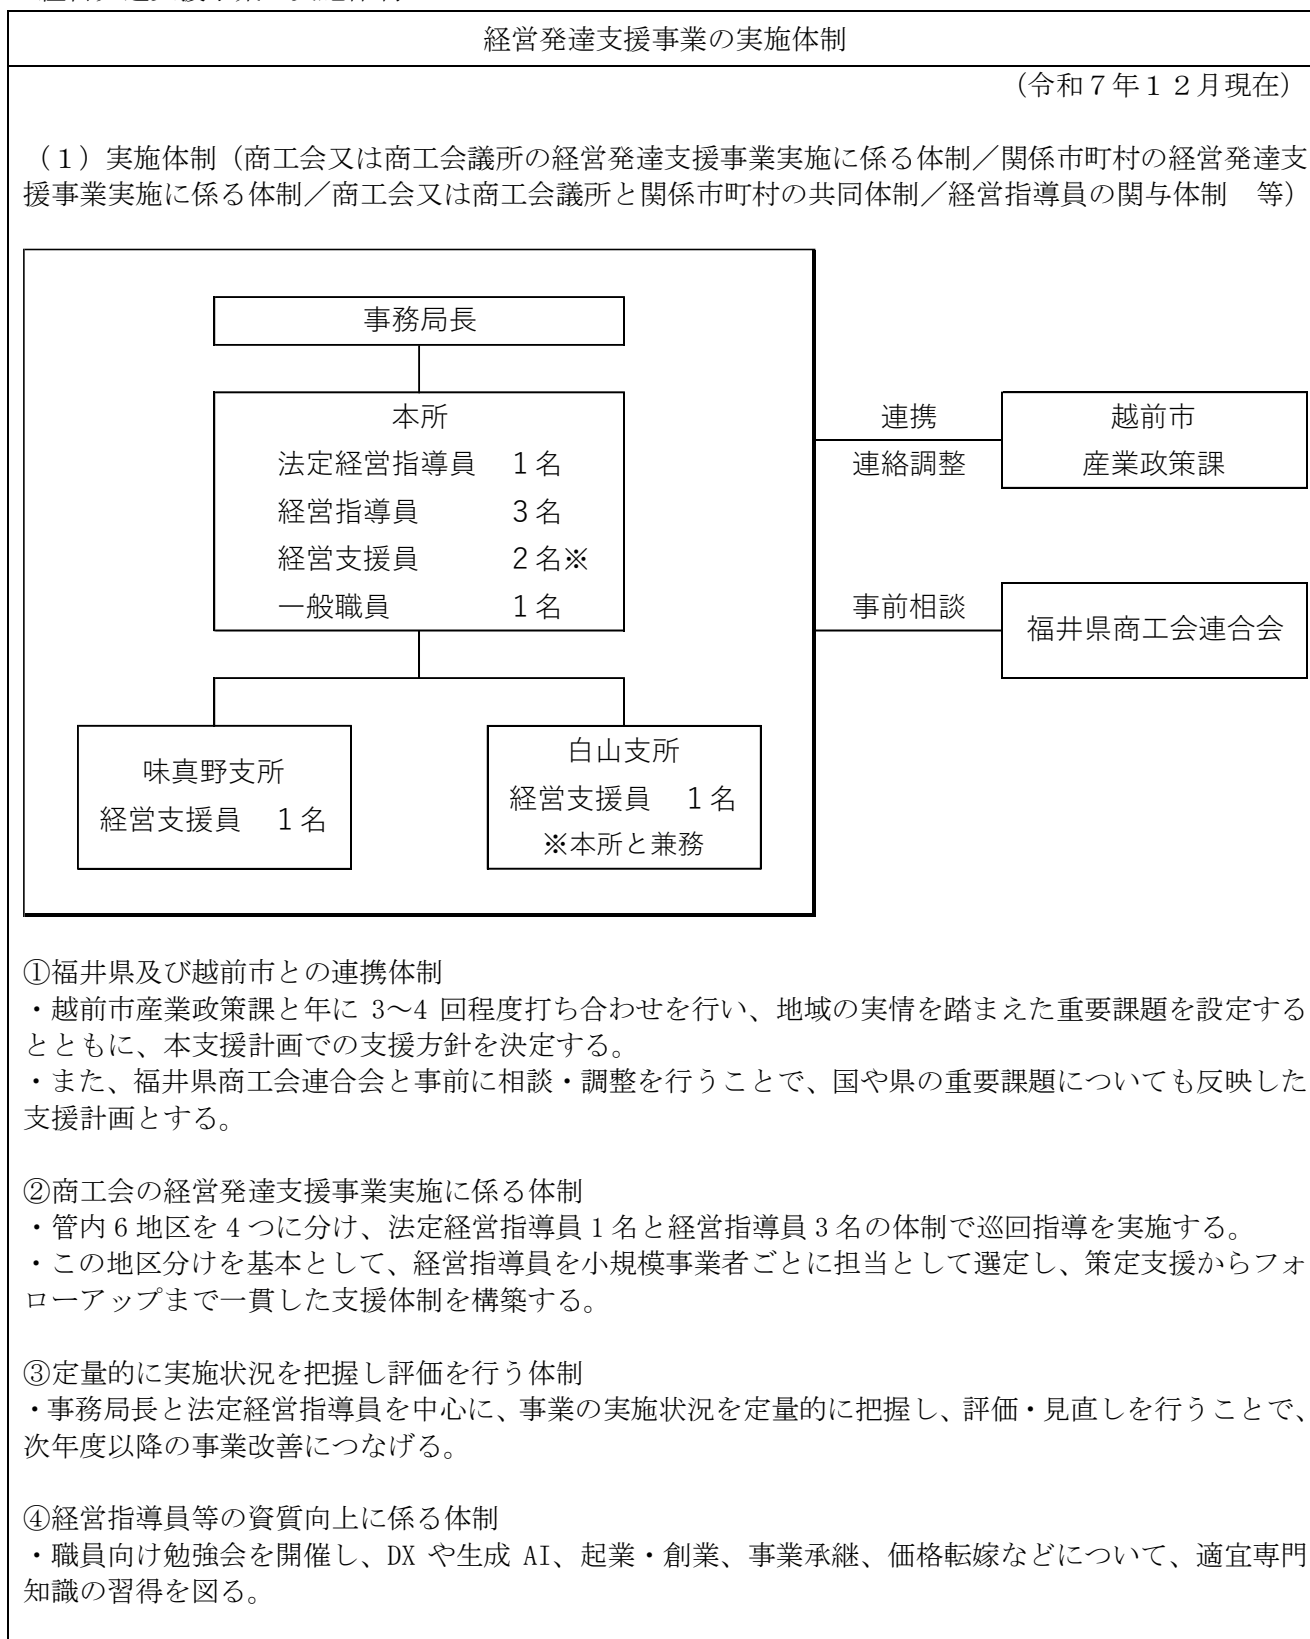 経営発達支援事業の実施体制
（令和７年１２月現在）
（１）実施体制（商工会又は商工会議所の経営発達支援事業実施に係る体制／関係市町村の経営発達支
援事業実施に係る体制／商工会又は商工会議所と関係市町村の共同体制／経営指導員の関与体制　等）
事務局長
本所
法定経営指導員　１名
経営指導員　３名
経営支援員　２名※
一般職員　１名
味真野支所
経営支援員　１名
白山支所
経営支援員　１名
※本所と兼務
連携
連絡調整
越前市
産業政策課
事前相談
福井県商工会連合会
①福井県及び越前市との連携体制
・越前市産業政策課と年に 3～4 回程度打ち合わせを行い、地域の実情を踏まえた重要課題を設定する
とともに、本支援計画での支援方針を決定する。
・また、福井県商工会連合会と事前に相談・調整を行うことで、国や県の重要課題についても反映した
支援計画とする。
②商工会の経営発達支援事業実施に係る体制
・管内 6 地区を 4 つに分け、法定経営指導員 1 名と経営指導員 3 名の体制で巡回指導を実施する。
・この地区分けを基本として、経営指導員を小規模事業者ごとに担当として選定し、策定支援からフォ
ローアップまで一貫した支援体制を構築する。
③定量的に実施状況を把握し評価を行う体制
・事務局長と法定経営指導員を中心に、事業の実施状況を定量的に把握し、評価・見直しを行うことで、
次年度以降の事業改善につなげる。
④経営指導員等の資質向上に係る体制
・職員向け勉強会を開催し、DX や生成 AI、起業・創業、事業承継、価格転嫁などについて、適宜専門
知識の習得を図る。